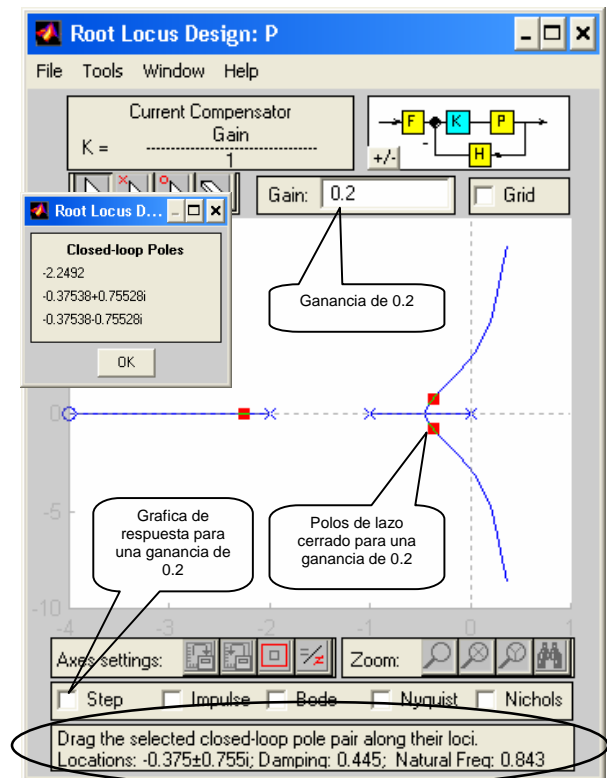 Root Locus Design: P
File Tools Window Help
Current Compensator
K = Gain
1
F K P
- H
+/-
Gain: 0.2
Grid
Root Locus D...
Closed-loop Poles
-2.2492
-0.37538+0.75528i
-0.37538-0.75528i
OK
Ganancia de 0.2
0
-5
-10
Grafica de
respuesta para
una ganancia de
0.2
Polos de lazo
cerrado para una
ganancia de 0.2
-4 -3 -2 -1 0 1
Axes settings: Zoom:
Step Impulse Bode Nyquist Nichols
Drag the selected closed-loop pole pair along their loci.
Locations: -0.375±0.755i; Damping: 0.445; Natural Freq: 0.843